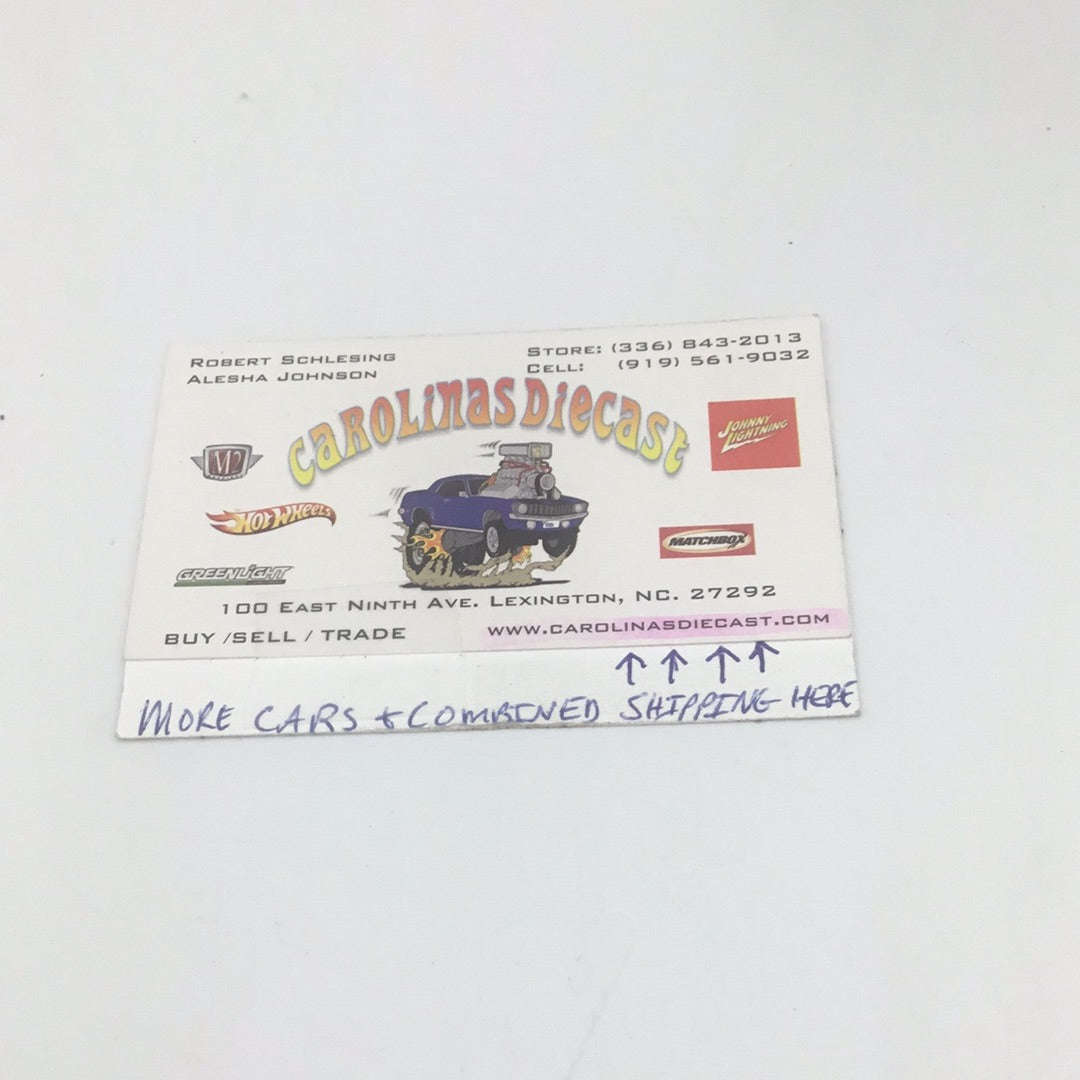 ROBERT SCHLESING
ALESHA JOHNSON
STORE: (336) 843-2013
CELL: (919) 561-9032
CAROLINAS DIECAST
JOHNNY LIGHTNING
M2
HOT WHEELS
MATCHBOX
GREENLIGHT
100 EAST NINTH AVE. LEXINGTON, NC. 27292
BUY /SELL / TRADE
WWW.CAROLINASDIECAST.COM
↑ ↑ ↑ ↑
MORE CARS + COMBINED SHIPPING HERE